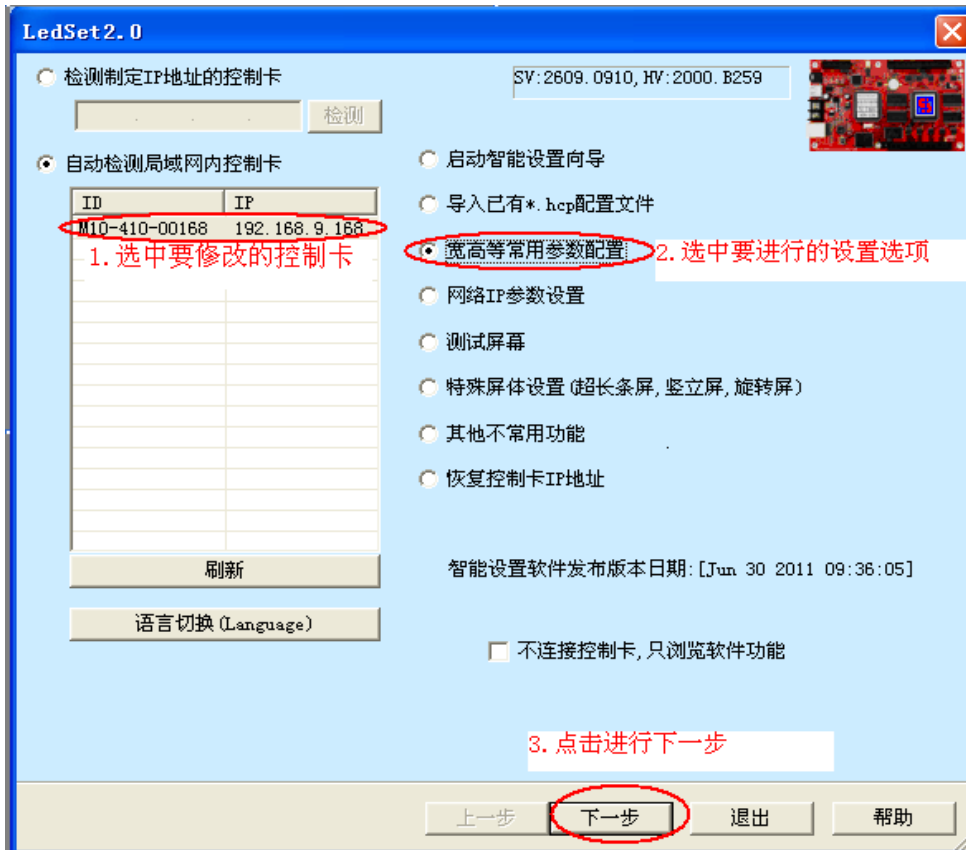 LedSet2.0
检测制定IP地址的控制卡
SV:2609.0910,HV:2000.B259
检测
自动检测局域网内控制卡
ID IP
M10-410-00168 192.168.9.168
1.选中要修改的控制卡
启动智能设置向导
导入已有*.hcp配置文件
宽高等常用参数配置
2.选中要进行的设置选项
网络IP参数设置
测试屏幕
特殊屏体设置(超长条屏,竖立屏,旋转屏)
其他不常用功能
恢复控制卡IP地址
刷新
智能设置软件发布版本日期:[Jun 30 2011 09:36:05]
语言切换(Language)
不连接控制卡,只浏览软件功能
3.点击进行下一步
上一步 下一步 退出 帮助